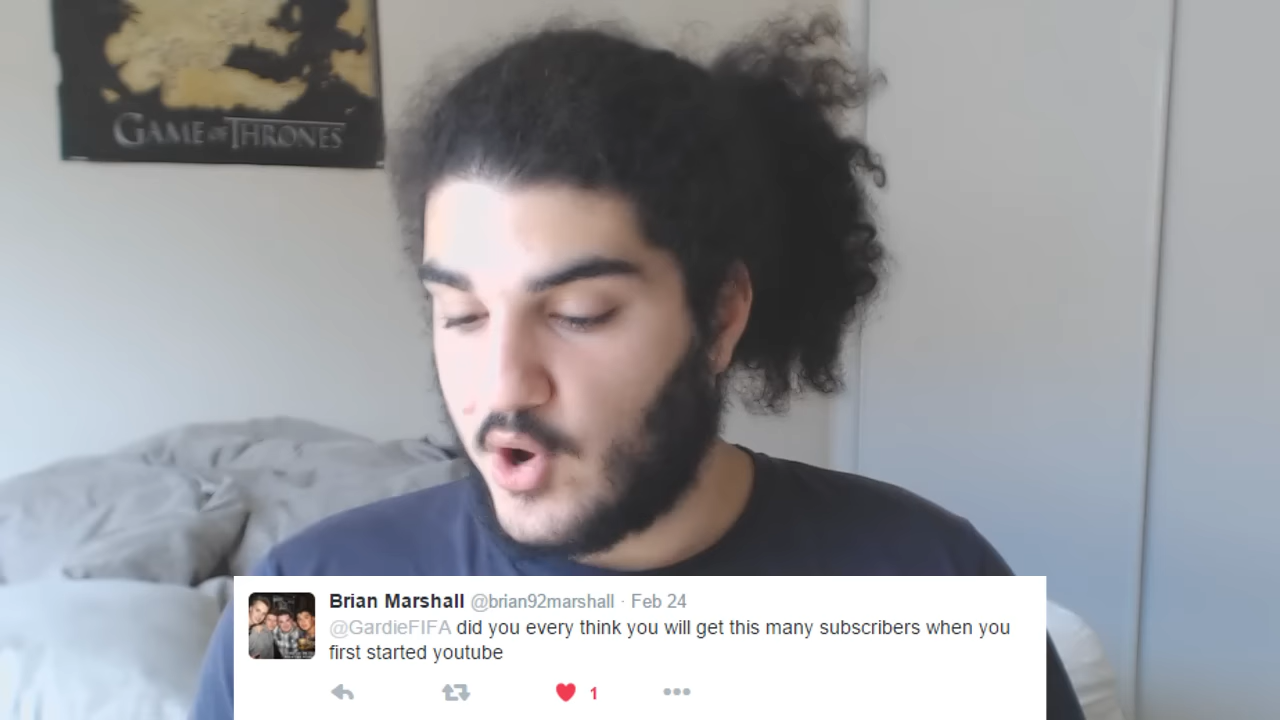 GAME OF THRONES
Brian Marshall @brian92marshall · Feb 24
@GardieFIFA did you every think you will get this many subscribers when you
first started youtube
1